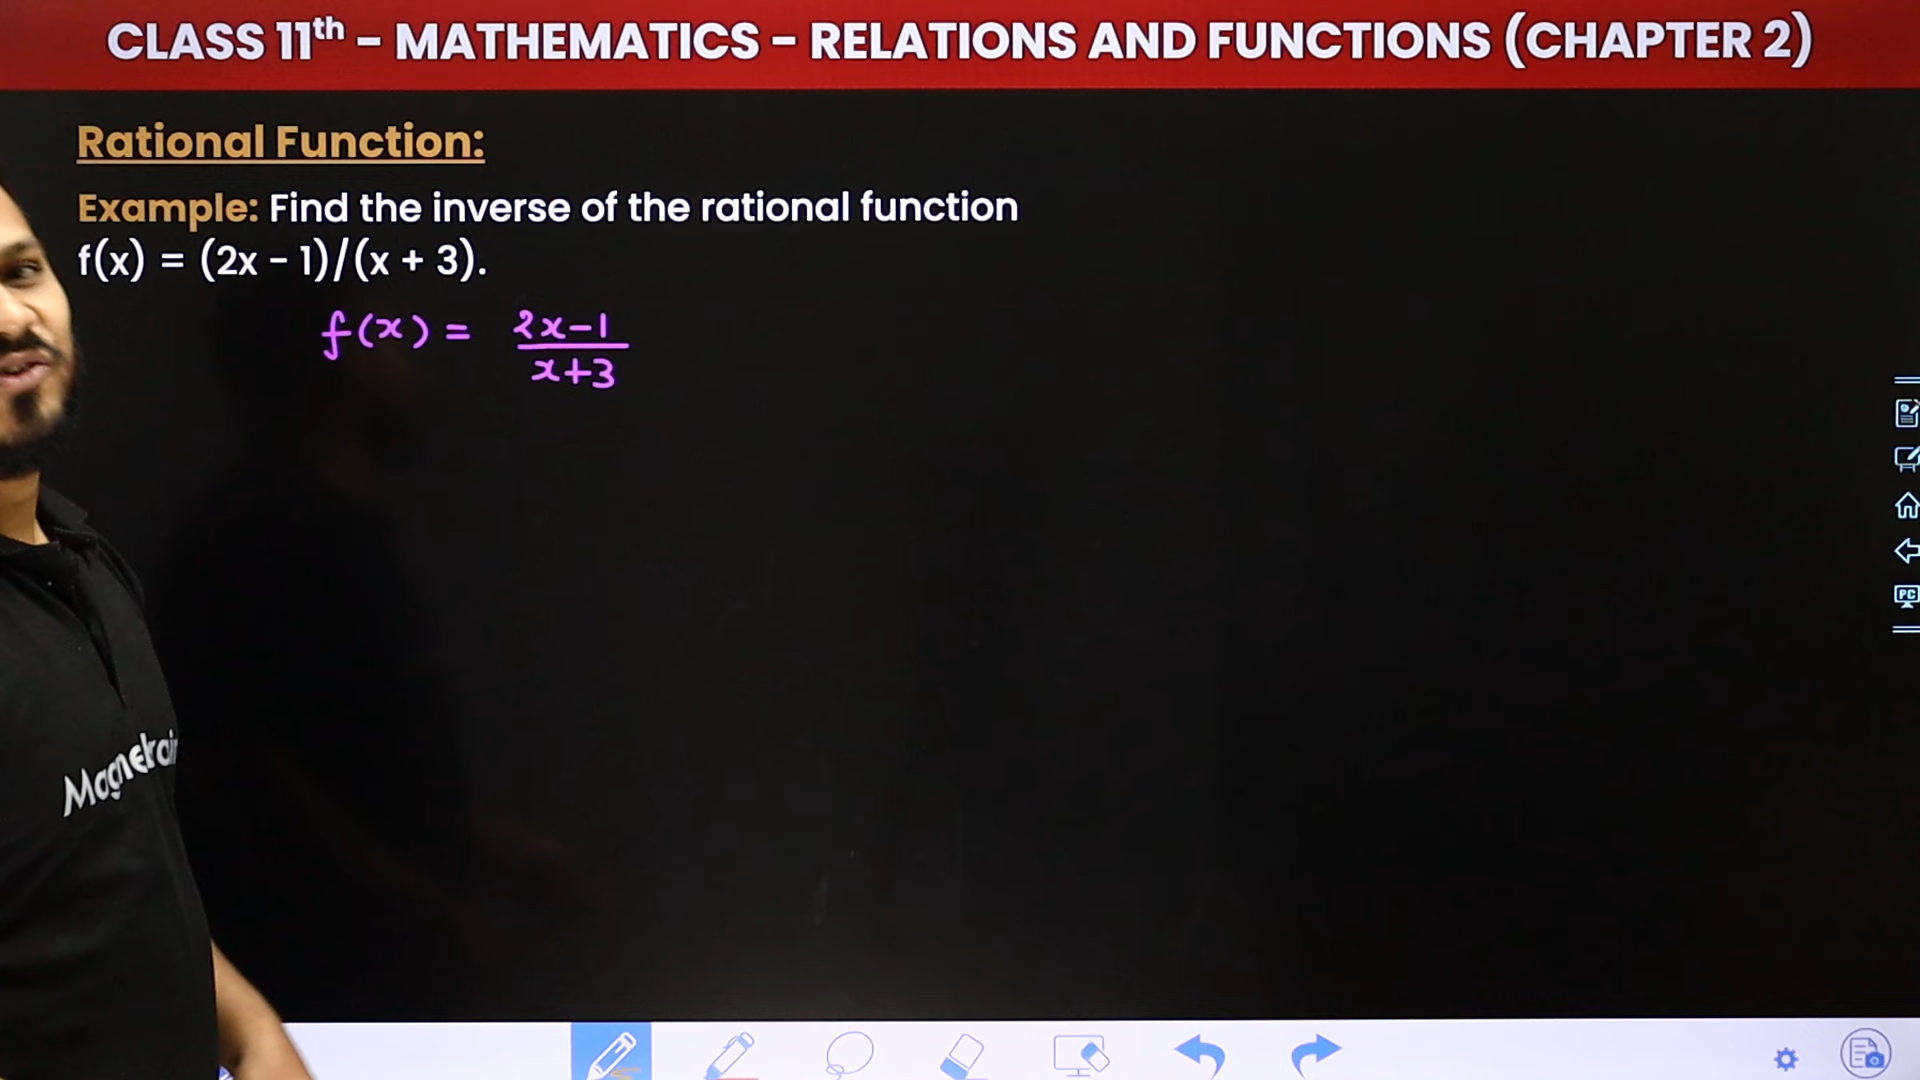 CLASS 11th - MATHEMATICS - RELATIONS AND FUNCTIONS (CHAPTER 2)
Rational Function:
Example: Find the inverse of the rational function
f(x) = (2x - 1)/(x + 3).
f(x) = 2x-1
x+3
PC